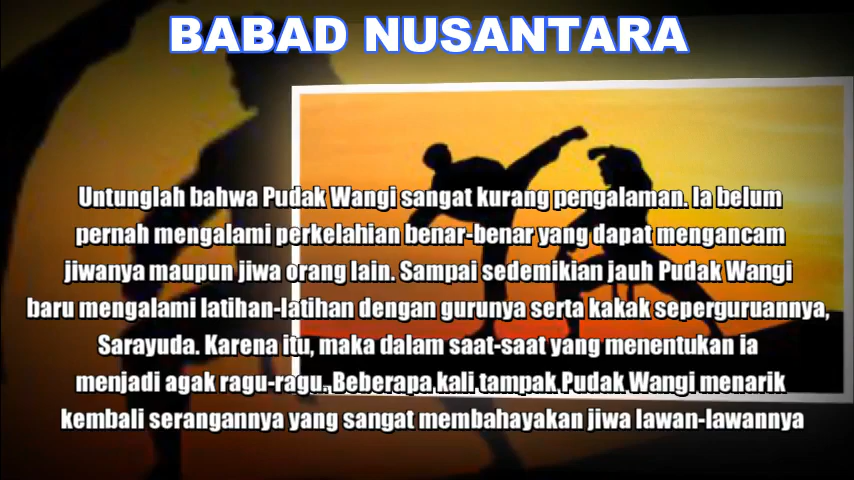 BABAD NUSANTARA
Untunglah bahwa Pudak Wangi sangat kurang pengalaman. Ia belum
pernah mengalami perkelahian benar-benar yang dapat mengancam
jiwanya maupun jiwa orang lain. Sampai sedemikian jauh Pudak Wangi
baru mengalami latihan-latihan dengan gurunya serta kakak seperguruannya,
Sarayuda. Karena itu, maka dalam saat-saat yang menentukan ia
menjadi agak ragu-ragu. Beberapa kali tampak Pudak Wangi menarik
kembali serangannya yang sangat membahayakan jiwa lawan-lawannya